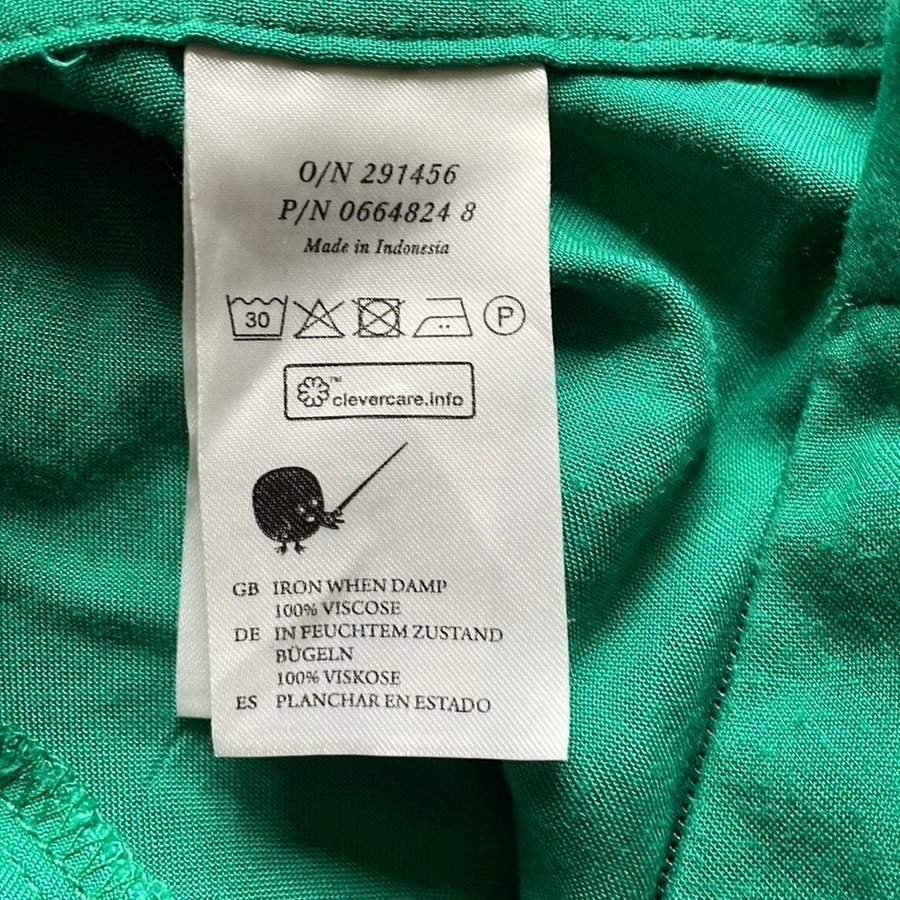 O/N 291456
P/N 0664824 8
Made in Indonesia
30 P
™ clevercare.info
GB IRON WHEN DAMP
100% VISCOSE
DE IN FEUCHTEM ZUSTAND
BÜGELN
100% VISKOSE
ES PLANCHAR EN ESTADO